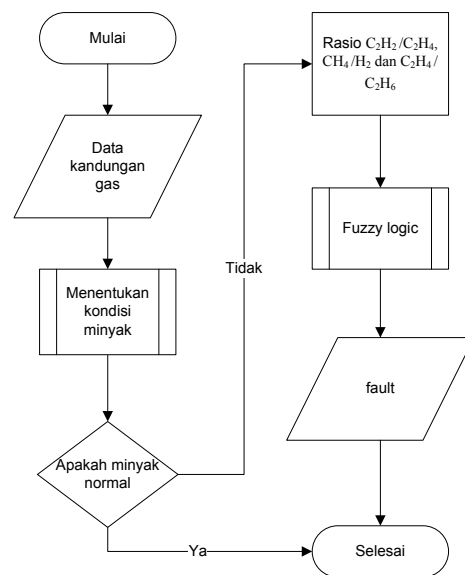 Mulai
Data
kandungan
gas
Menentukan
kondisi
minyak
Apakah minyak
normal
Ya
Tidak
Rasio C₂H₂/C₂H₄,
CH₄/H₂ dan C₂H₄/
C₂H₆
Fuzzy logic
fault
Selesai